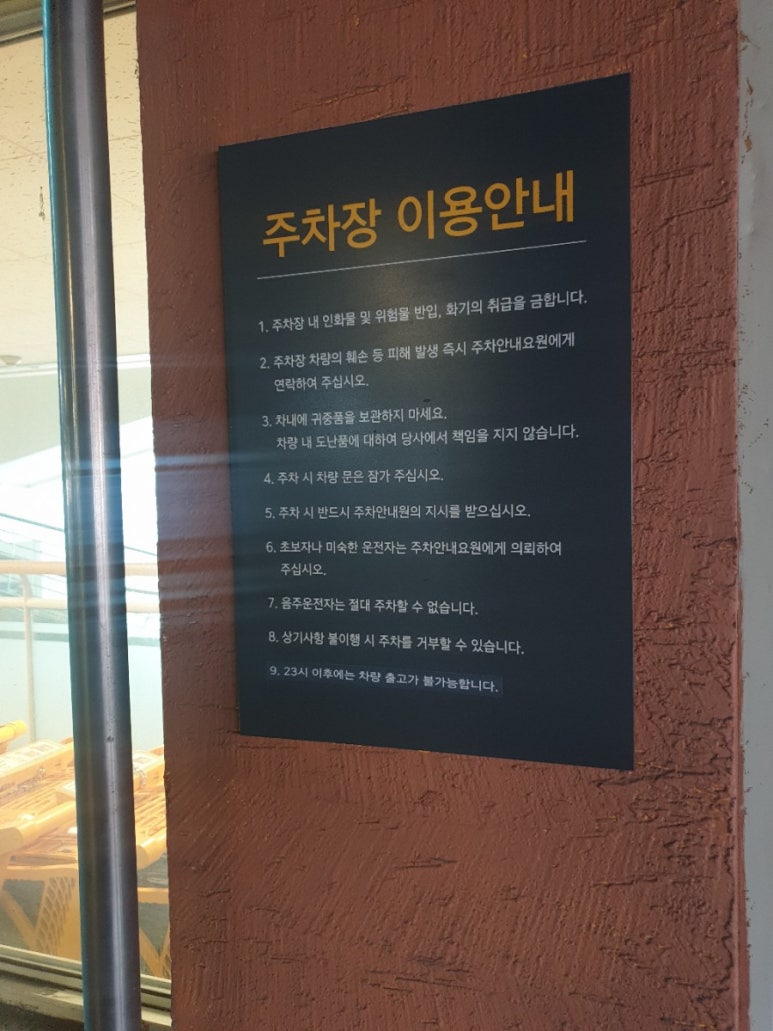 주차장 이용안내
1. 주차장 내 인화물 및 위험물 반입, 화기의 취급을 금합니다.
2. 주차장 차량의 훼손 등 피해 발생 즉시 주차안내요원에게
연락하여 주십시오.
3. 차내에 귀중품을 보관하지 마세요.
차량 내 도난품에 대하여 당사에서 책임을 지지 않습니다.
4. 주차 시 차량 문은 잠가 주십시오.
5. 주차 시 반드시 주차안내원의 지시를 받으십시오.
6. 초보자나 미숙한 운전자는 주차안내요원에게 의뢰하여
주십시오.
7. 음주운전자는 절대 주차할 수 없습니다.
8. 상기사항 불이행 시 주차를 거부할 수 있습니다.
9. 23시 이후에는 차량 출고가 불가능합니다.